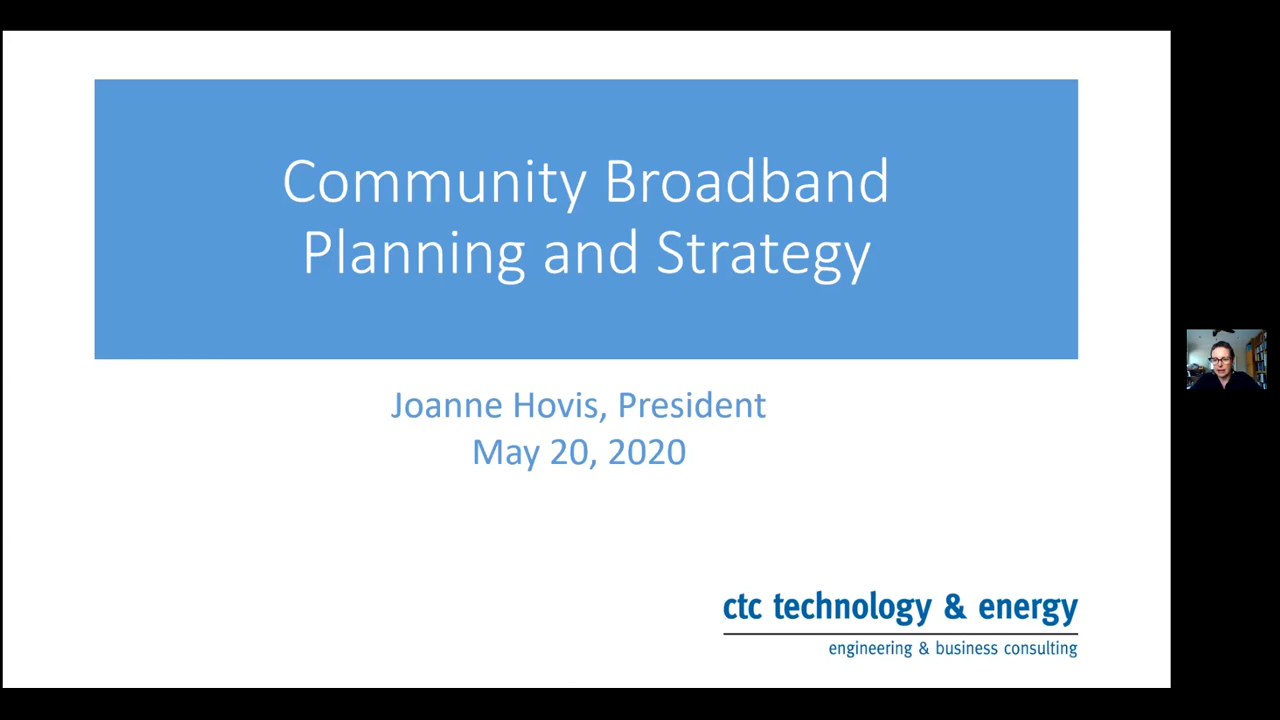 Community Broadband
Planning and Strategy
Joanne Hovis, President
May 20, 2020
ctc technology & energy
engineering & business consulting